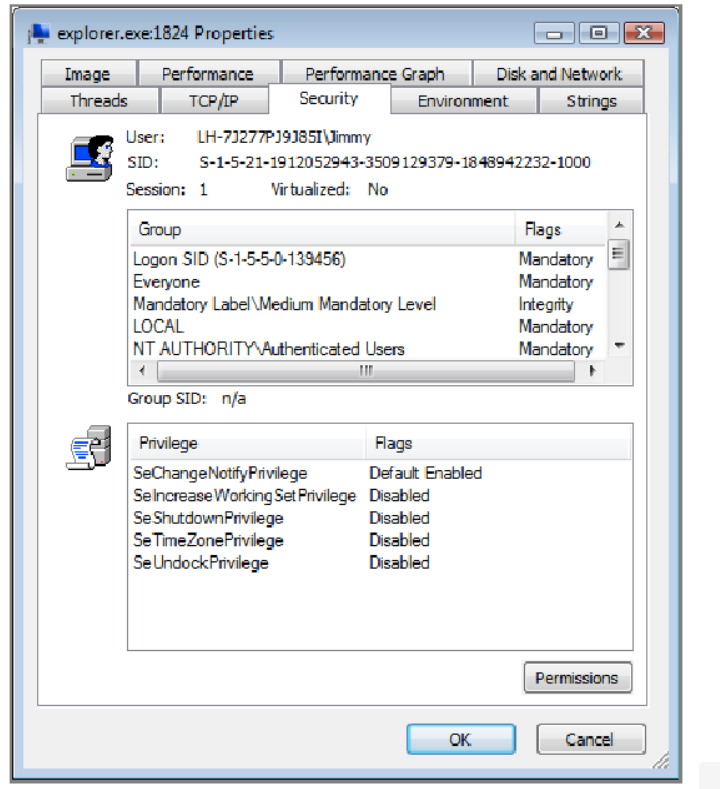 explorer.exe:1824 Properties
Image Performance Performance Graph Disk and Network
Threads TCP/IP Security Environment Strings
User: LH-7J277PJ9J85I\Jimmy
SID: S-1-5-21-1912052943-3509129379-1848942232-1000
Session: 1 Virtualized: No
Group Flags
Logon SID (S-1-5-5-0-139456) Mandatory
Everyone Mandatory
Mandatory Label\Medium Mandatory Level Integrity
LOCAL Mandatory
NT AUTHORITY\Authenticated Users Mandatory
Group SID: n/a
Privilege Flags
SeChangeNotifyPrivilege Default Enabled
SeIncreaseWorkingSetPrivilege Disabled
SeShutdownPrivilege Disabled
SeTimeZonePrivilege Disabled
SeUndockPrivilege Disabled
Permissions
OK Cancel